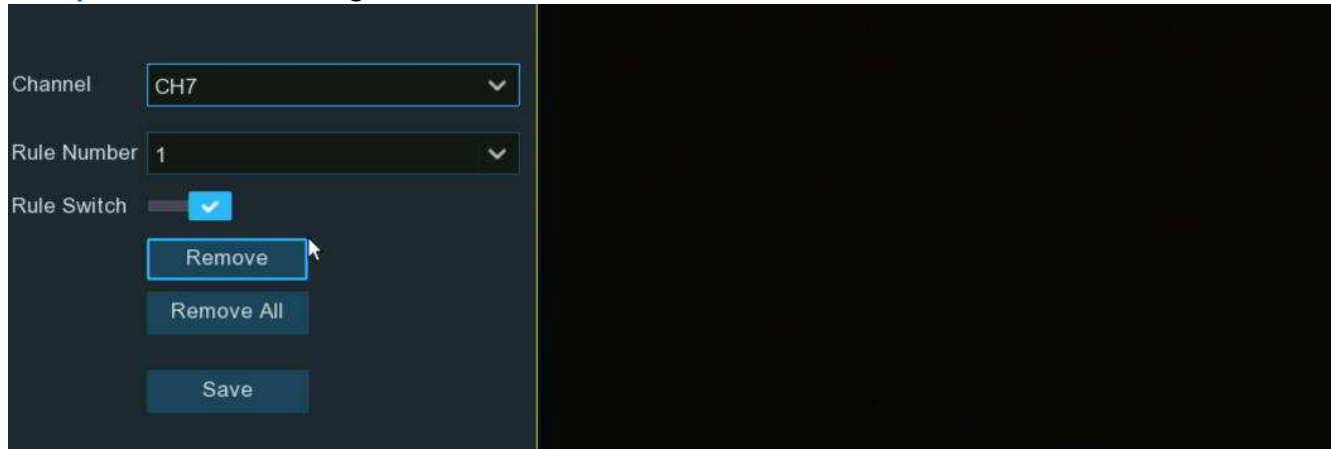 Channel CH7
Rule Number 1
Rule Switch
Remove
Remove All
Save